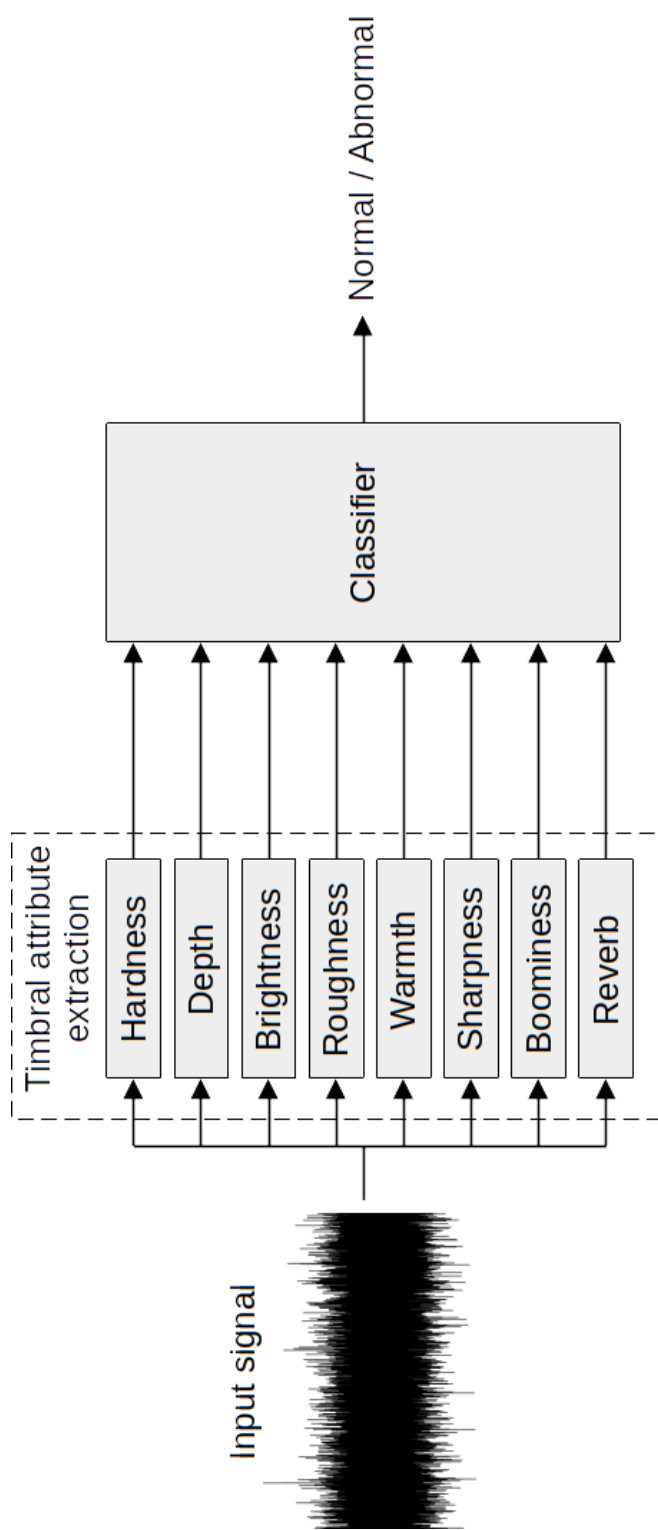 Input signal
Timbral attribute
extraction
Hardness
Depth
Brightness
Roughness
Warmth
Sharpness
Boominess
Reverb
Classifier
Normal / Abnormal